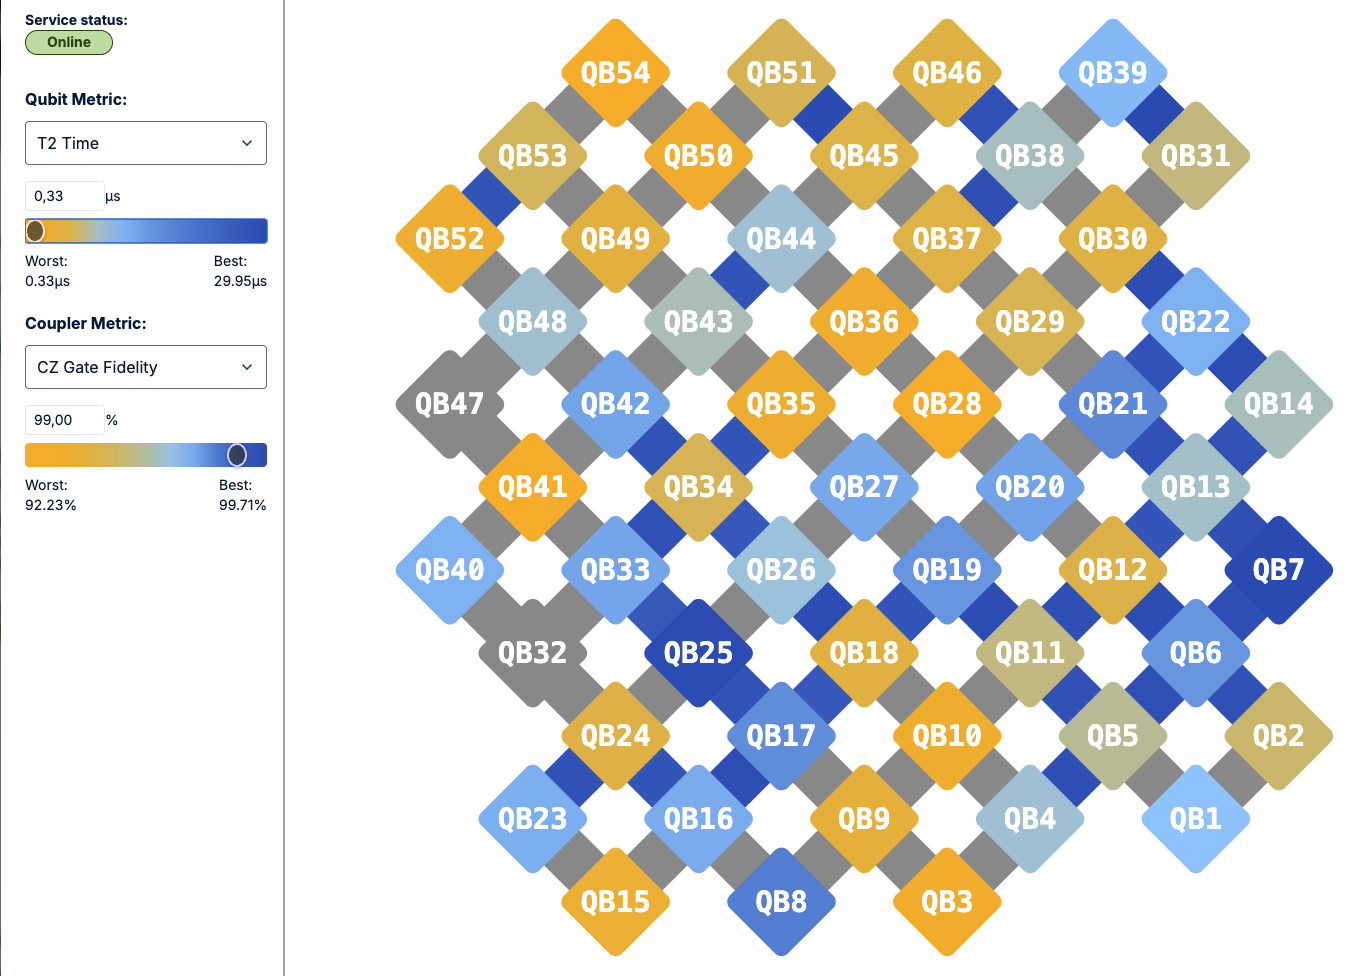 Service status:
Online
Qubit Metric:
T2 Time
0,33 µs
Worst: Best:
0.33µs 29.95µs
Coupler Metric:
CZ Gate Fidelity
99,00 %
Worst: Best:
92.23% 99.71%
QB54 QB51 QB46 QB39
QB53 QB50 QB45 QB38 QB31
QB52 QB49 QB44 QB37 QB30
QB48 QB43 QB36 QB29 QB22
QB47 QB42 QB35 QB28 QB21 QB14
QB41 QB34 QB27 QB20 QB13
QB40 QB33 QB26 QB19 QB12 QB7
QB32 QB25 QB18 QB11 QB6
QB24 QB17 QB10 QB5 QB2
QB23 QB16 QB9 QB4 QB1
QB15 QB8 QB3